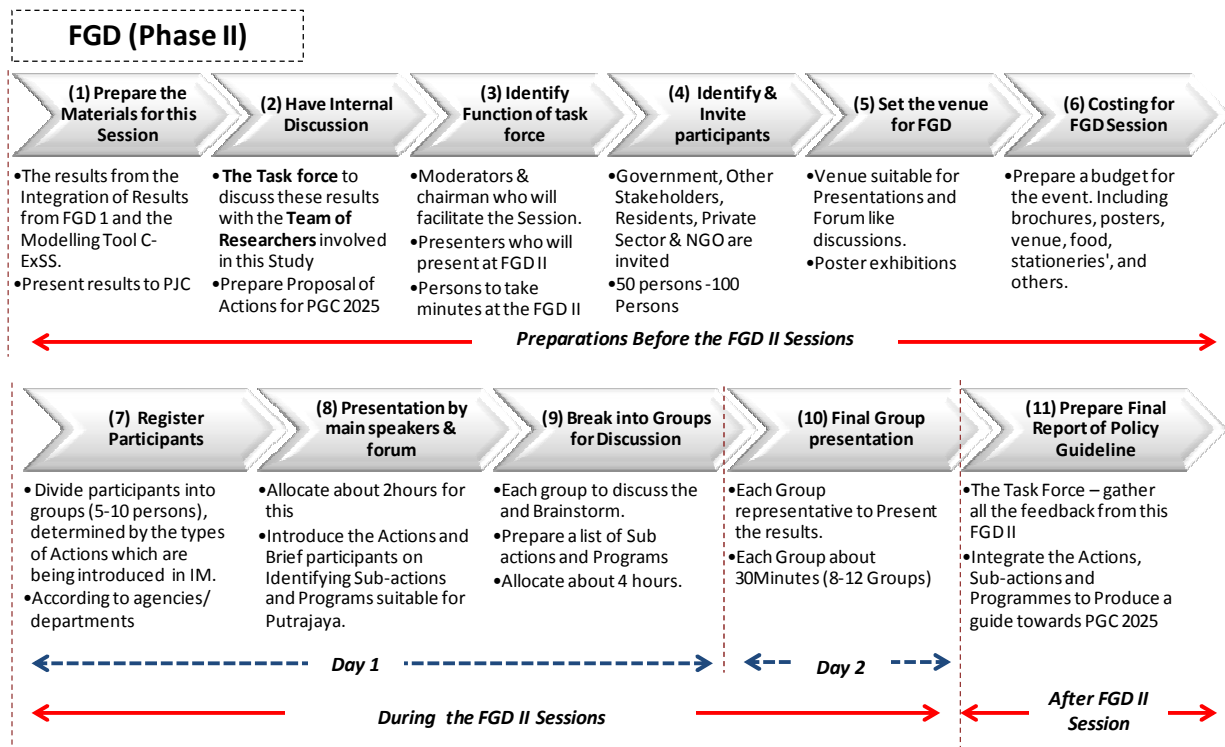 FGD (Phase II)
(1) Prepare the
Materials for this
Session
•The results from the
Integration of Results
from FGD 1 and the
Modelling Tool C-
ExSS.
•Present results to PJC
(2) Have Internal
Discussion
•The Task force to
discuss these results
with the Team of
Researchers involved
in this Study
•Prepare Proposal of
Actions for PGC 2025
(3) Identify
Function of task
force
•Moderators &
chairman who will
facilitate the Session.
•Presenters who will
present at FGD II
•Persons to take
minutes at the FGD II
(4) Identify &
Invite
participants
•Government, Other
Stakeholders,
Residents, Private
Sector & NGO are
invited
•50 persons -100
Persons
(5) Set the venue
for FGD
•Venue suitable for
Presentations and
Forum like
discussions.
•Poster exhibitions
(6) Costing for
FGD Session
•Prepare a budget for
the event. Including
brochures, posters,
venue, food,
stationeries', and
others.
Preparations Before the FGD II Sessions
(7) Register
Participants
• Divide participants into
groups (5-10 persons),
determined by the types
of Actions which are
being introduced in IM.
•According to agencies/
departments
(8) Presentation by
main speakers &
forum
•Allocate about 2hours for
this
•Introduce the Actions and
Brief participants on
Identifying Sub-actions
and Programs suitable for
Putrajaya.
(9) Break into Groups
for Discussion
•Each group to discuss the
and Brainstorm.
•Prepare a list of Sub
actions and Programs
•Allocate about 4 hours.
(10) Final Group
presentation
•Each Group
representative to Present
the results.
•Each Group about
30Minutes (8-12 Groups)
(11) Prepare Final
Report of Policy
Guideline
•The Task Force – gather
all the feedback from this
FGD II
•Integrate the Actions,
Sub-actions and
Programmes to Produce a
guide towards PGC 2025
Day 1
Day 2
During the FGD II Sessions
After FGD II
Session